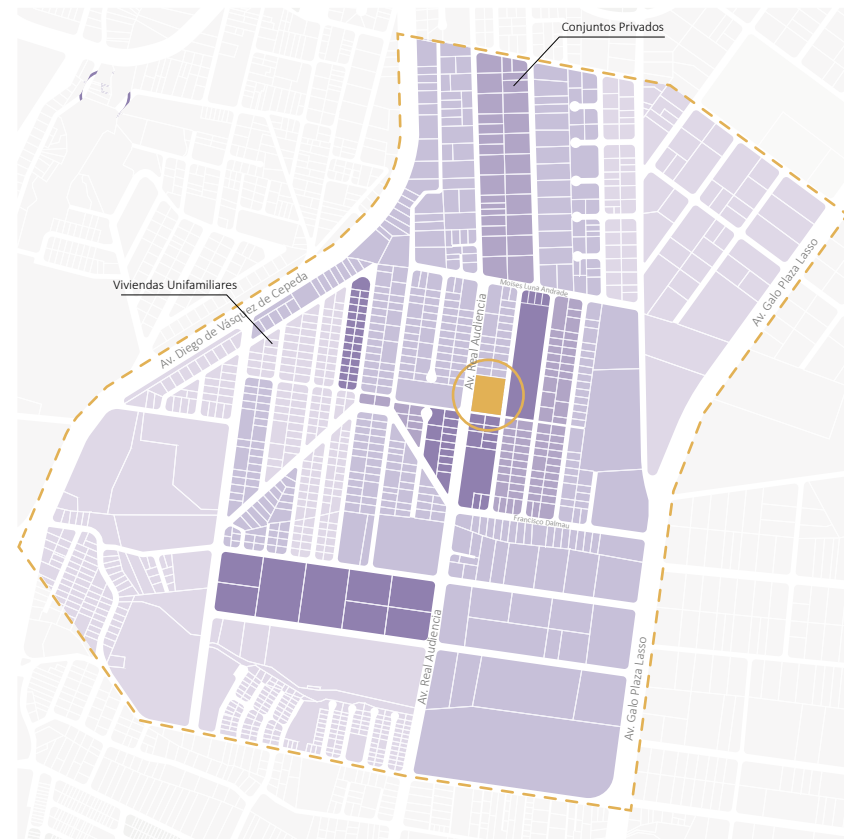 Conjuntos Privados
Viviendas Unifamiliares
Av. Diego de Vásquez de Cepeda
Moises Luna Andrade
Av. Real Audiencia
Av. Galo Plaza Lasso
Francisco Dalmau
Av. Real Audiencia
Av. Galo Plaza Lasso